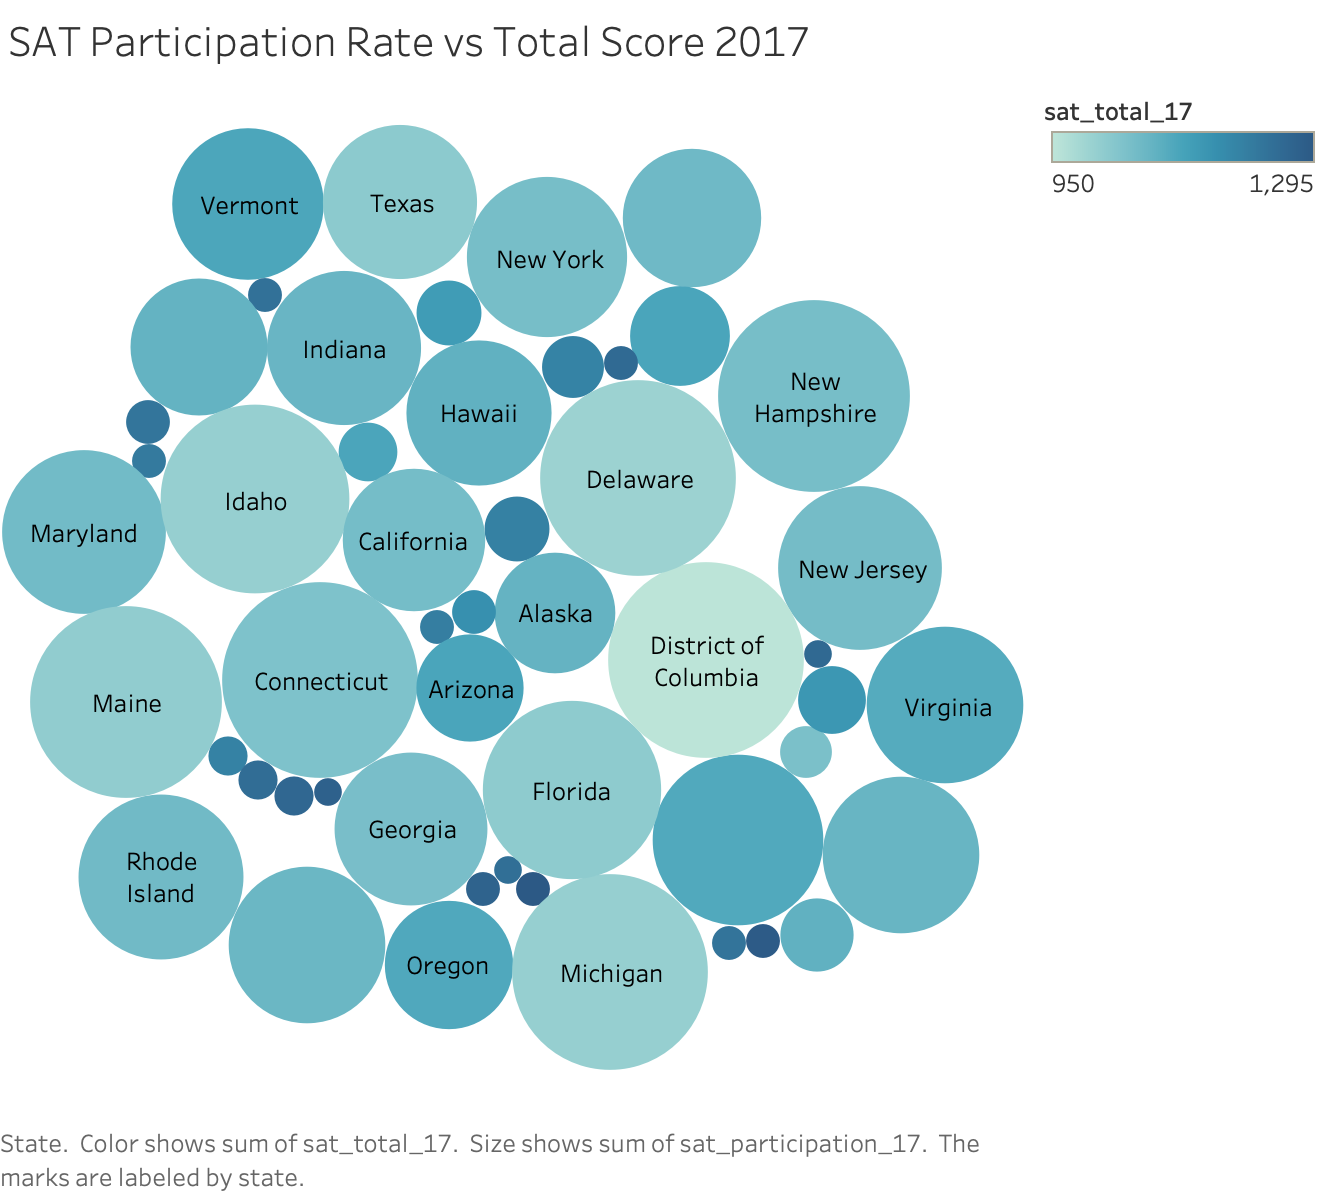 SAT Participation Rate vs Total Score 2017
sat_total_17
950 1,295
Vermont
Texas
New York
Indiana
Hawaii
New
Hampshire
Delaware
Idaho
Maryland
California
New Jersey
Alaska
District of
Columbia
Connecticut
Arizona
Maine
Virginia
Florida
Georgia
Rhode
Island
Oregon
Michigan
State.  Color shows sum of sat_total_17.  Size shows sum of sat_participation_17.  The
marks are labeled by state.